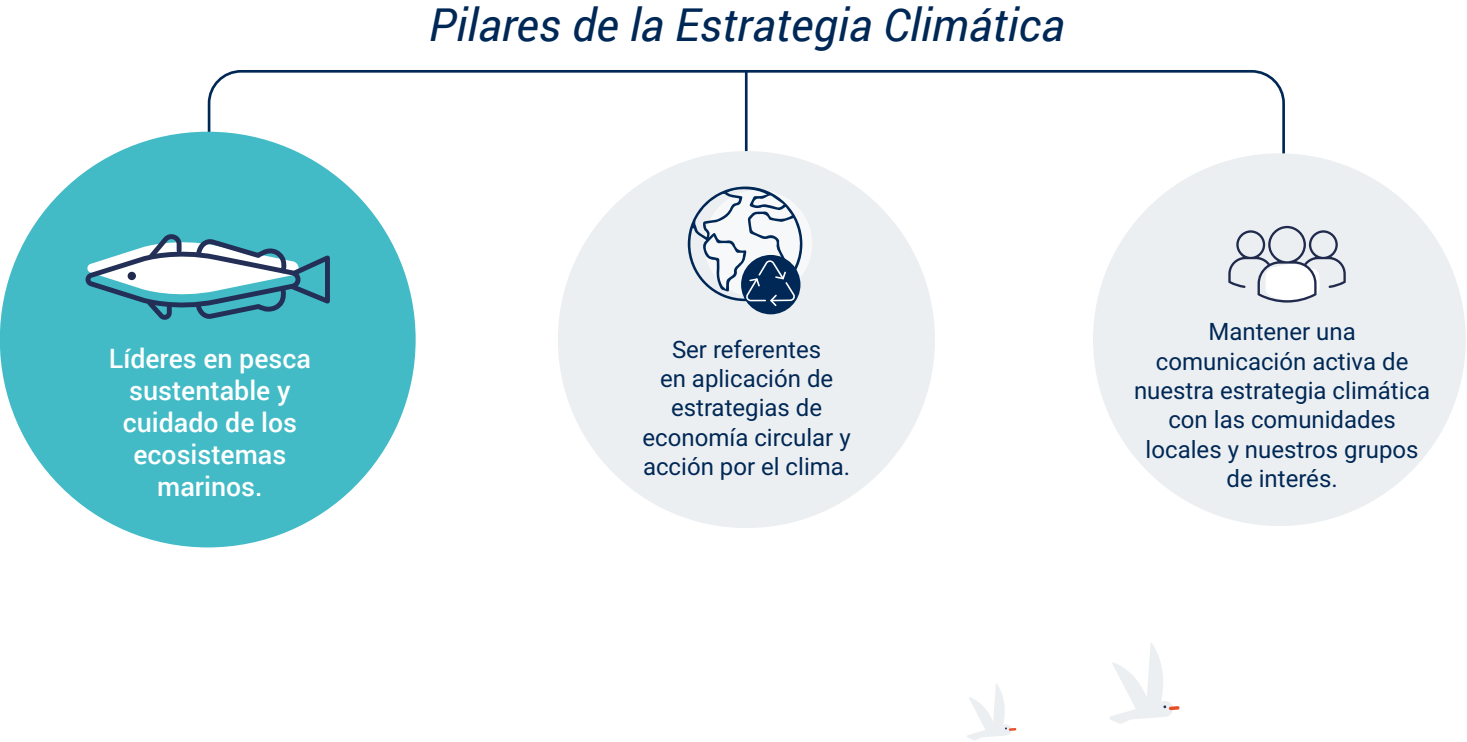 Pilares de la Estrategia Climática
Líderes en pesca
sustentable y
cuidado de los
ecosistemas
marinos.
Ser referentes
en aplicación de
estrategias de
economía circular y
acción por el clima.
Mantener una
comunicación activa de
nuestra estrategia climática
con las comunidades
locales y nuestros grupos
de interés.